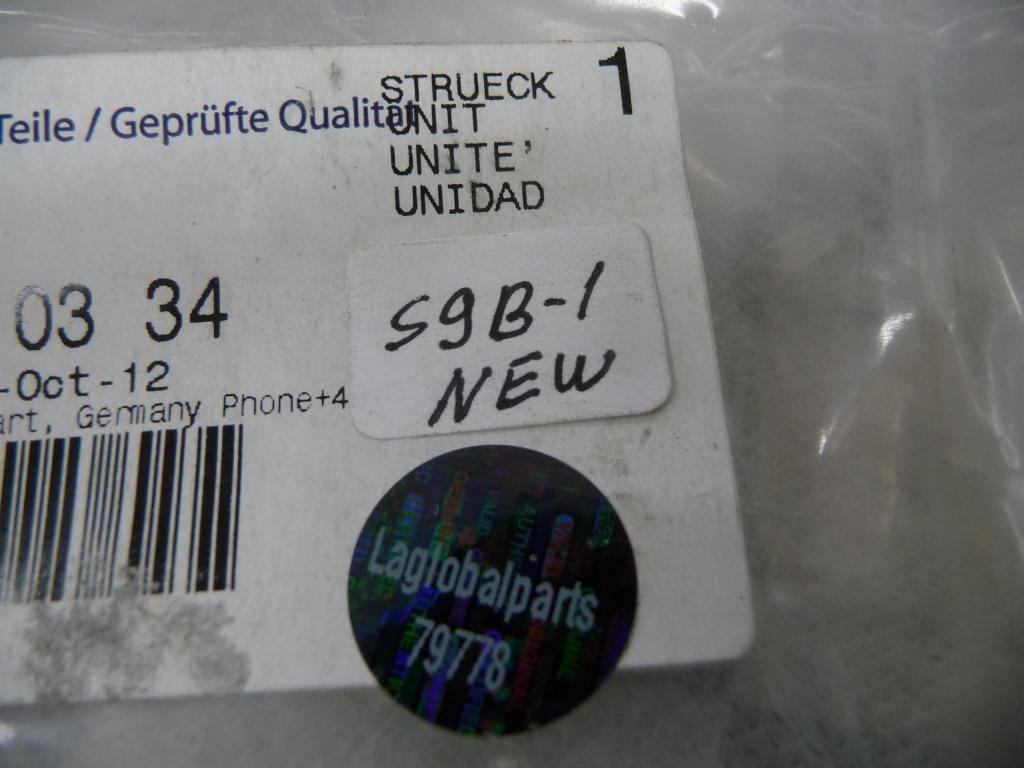 STRUECK 1
Teile / Geprüfte Qualität
UNIT
UNITE'
UNIDAD
03 34
S9B-1
NEW
-Oct-12
art, Germany Phone+4
Laglobalparts
79778